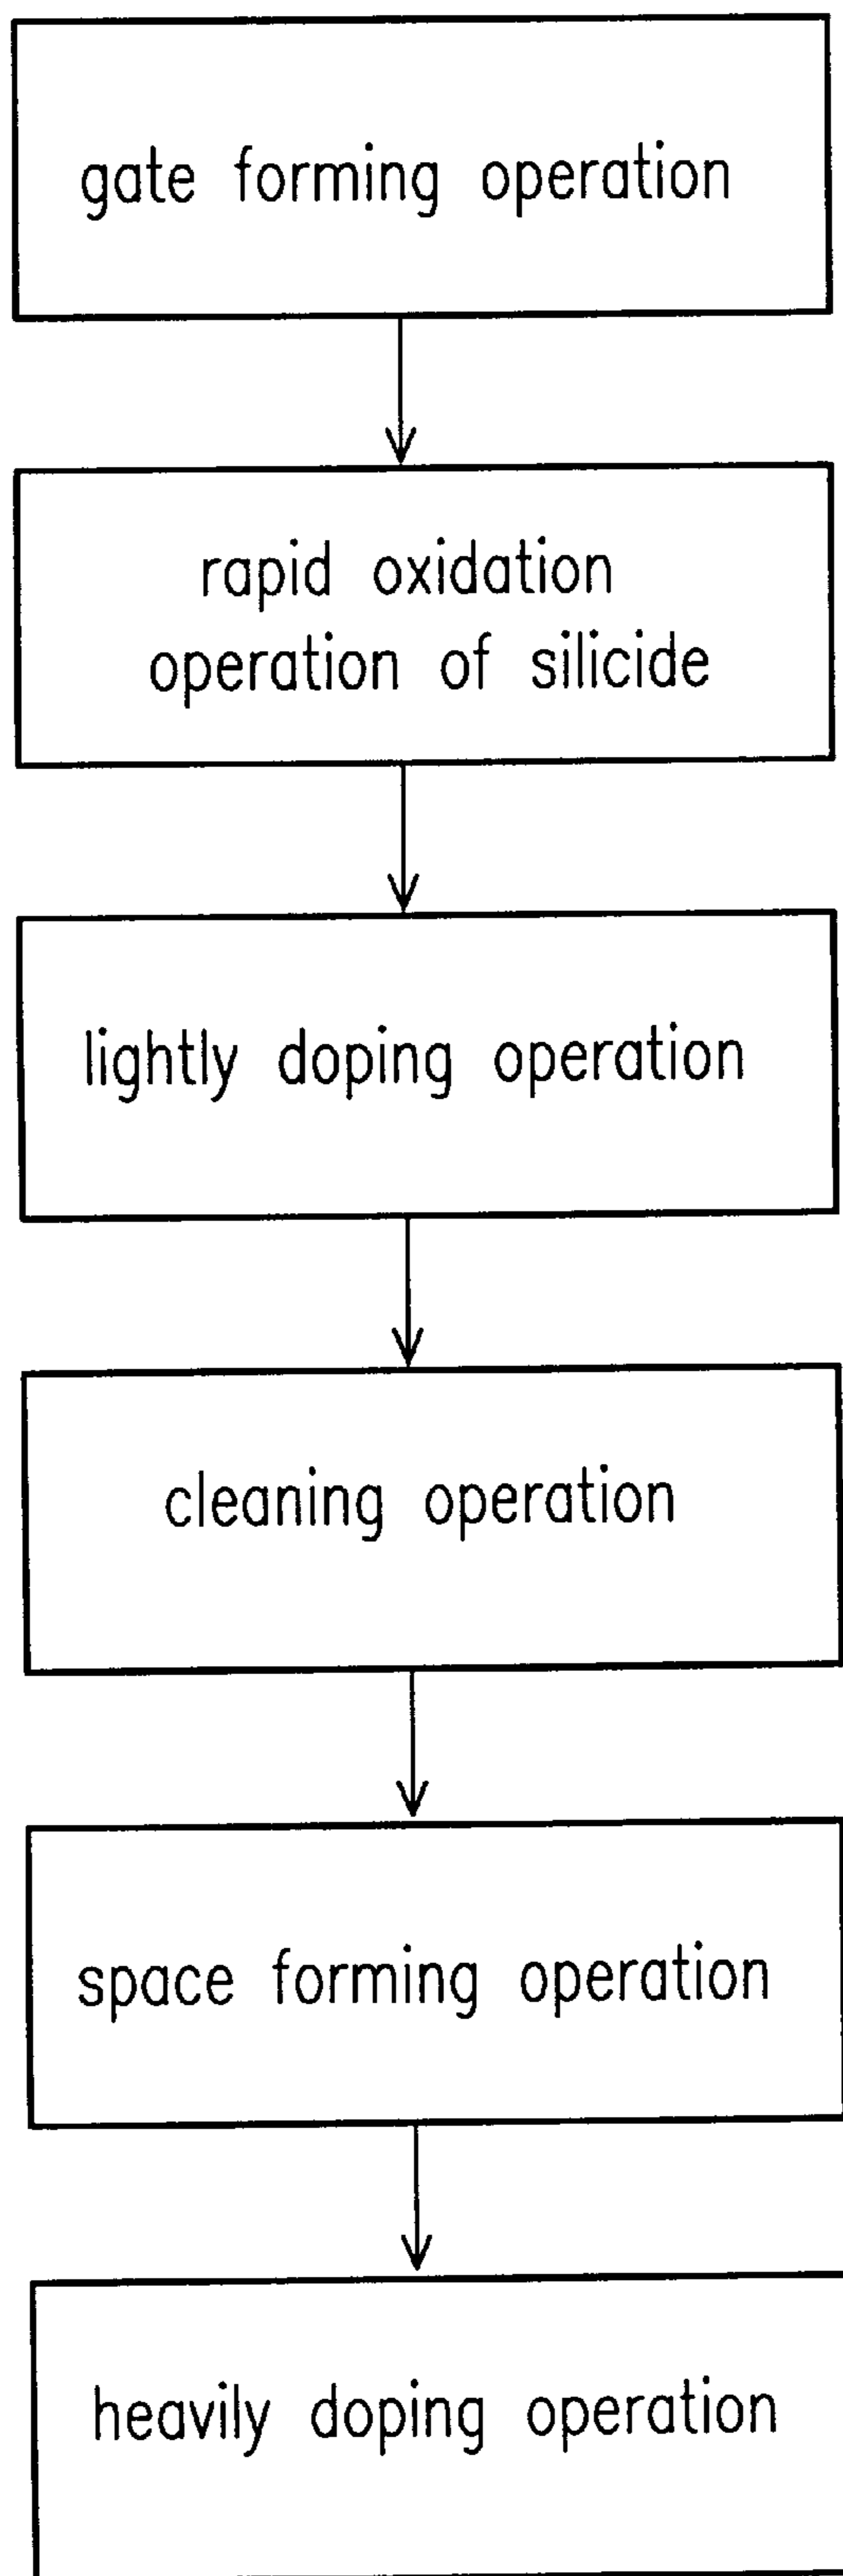 gate forming operation
rapid oxidation
operation of silicide
lightly doping operation
cleaning operation
space forming operation
heavily doping operation